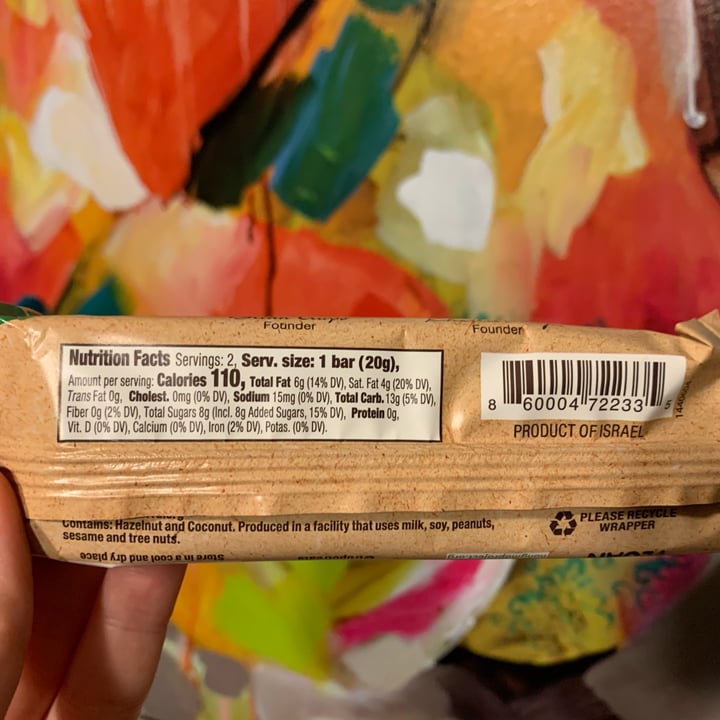 Founder
Founder
Nutrition Facts Servings: 2, Serv. size: 1 bar (20g),
Amount per serving: Calories 110, Total Fat 6g (14% DV), Sat. Fat 4g (20% DV),
Trans Fat 0g, Cholest. 0mg (0% DV), Sodium 15mg (0% DV), Total Carb. 13g (5% DV),
Fiber 0g (2% DV), Total Sugars 8g (Incl. 8g Added Sugars, 15% DV), Protein 0g,
Vit. D (0% DV), Calcium (0% DV), Iron (2% DV), Potas. (0% DV).
8 60004 72233 5
PRODUCT OF ISRAEL
Contains: Hazelnut and Coconut. Produced in a facility that uses milk, soy, peanuts,
sesame and tree nuts.
PLEASE RECYCLE
WRAPPER
Store in a cool and dry place
VEGAN